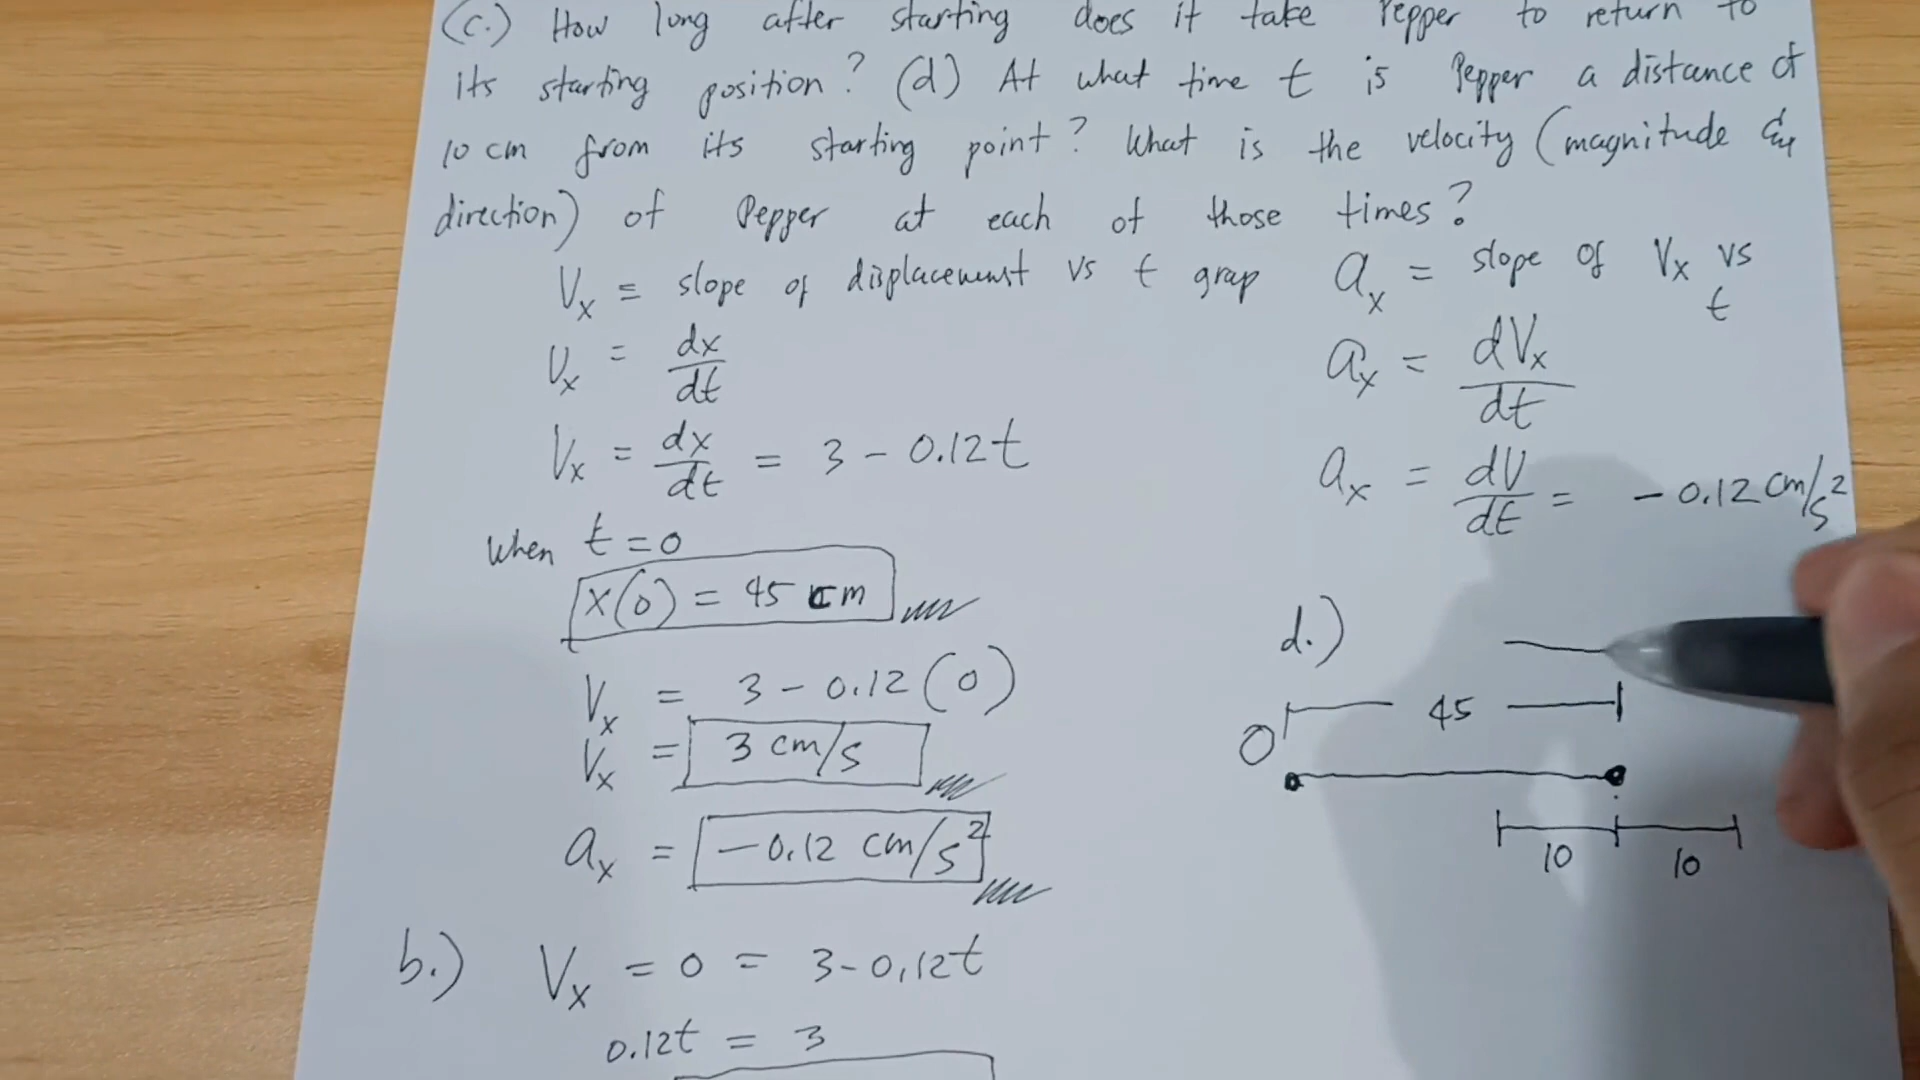 (c.) How long after starting does it take Pepper to return to
its starting position? (d) At what time t is Pepper a distance of
10 cm from its starting point? What is the velocity (magnitude &
direction) of Pepper at each of those times?
Vx = slope of displacement vs t grap
Vx = dx/dt
Vx = dx/dt = 3 - 0.12t
When t = 0
x(0) = 45 cm
Vx = 3 - 0.12(0)
Vx = 3 cm/s
ax = -0.12 cm/s²
b.) Vx = 0 = 3-0.12t
0.12t = 3
ax = slope of Vx vs
t
ax = dVx/dt
ax = dV/dt = -0.12 cm/s²
d.)
45
O
10 10